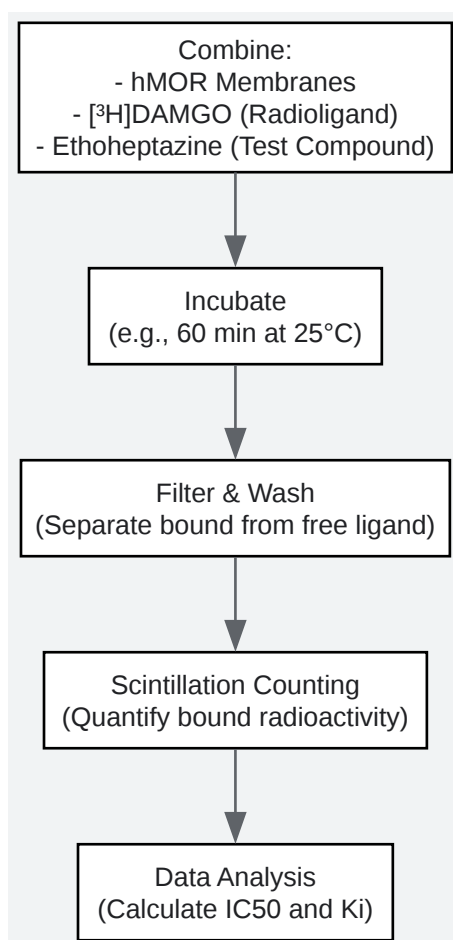 Combine:
- hMOR Membranes
- [³H]DAMGO (Radioligand)
- Ethoheptazine (Test Compound)
Incubate
(e.g., 60 min at 25°C)
Filter & Wash
(Separate bound from free ligand)
Scintillation Counting
(Quantify bound radioactivity)
Data Analysis
(Calculate IC50 and Ki)